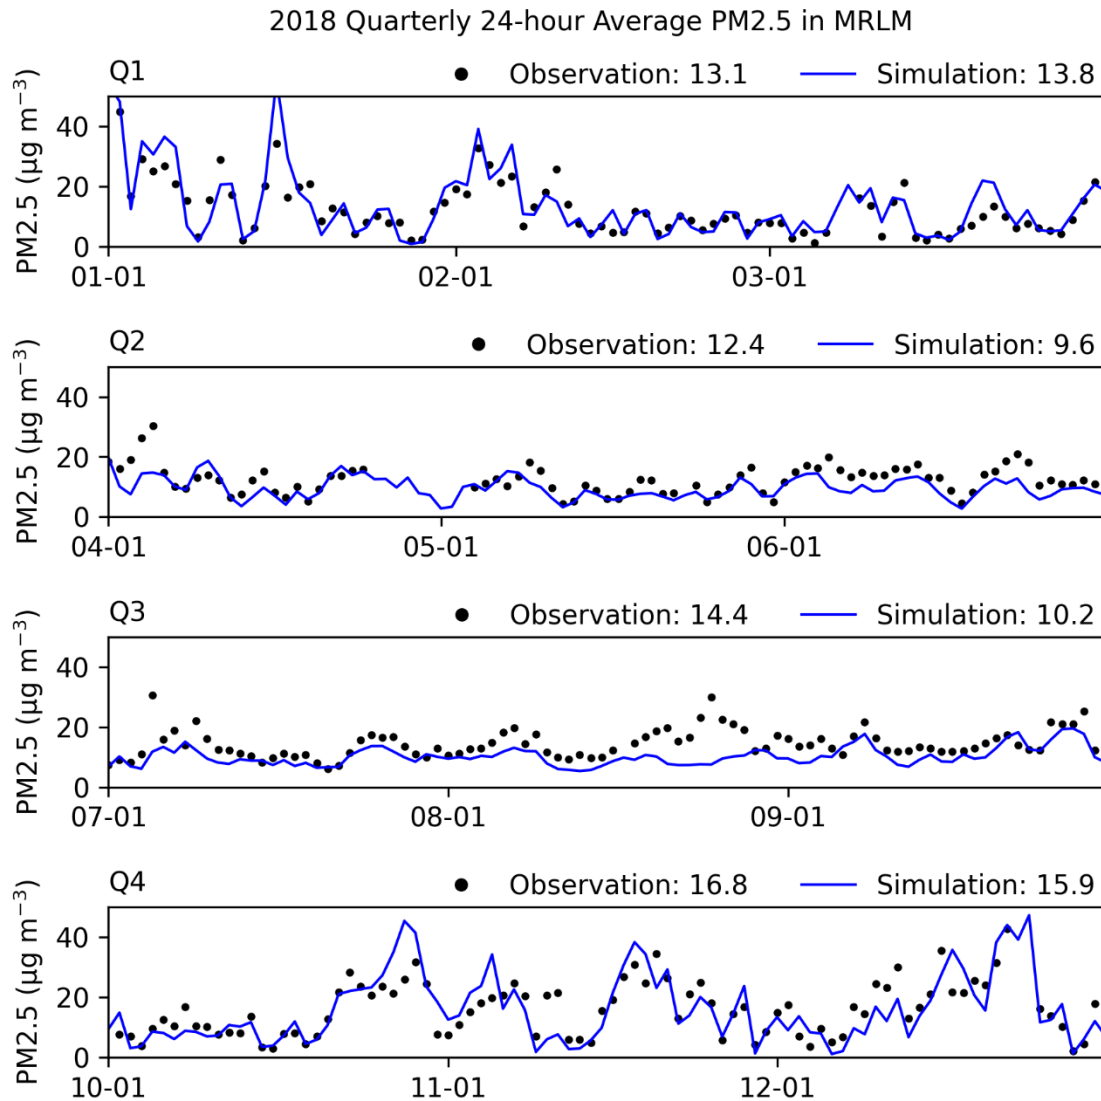 2018 Quarterly 24-hour Average PM2.5 in MRLM
Q1 Observation: 13.1 Simulation: 13.8
PM2.5 (μg m⁻³)
40
20
0
01-01 02-01 03-01
Q2 Observation: 12.4 Simulation: 9.6
PM2.5 (μg m⁻³)
40
20
0
04-01 05-01 06-01
Q3 Observation: 14.4 Simulation: 10.2
PM2.5 (μg m⁻³)
40
20
0
07-01 08-01 09-01
Q4 Observation: 16.8 Simulation: 15.9
PM2.5 (μg m⁻³)
40
20
0
10-01 11-01 12-01